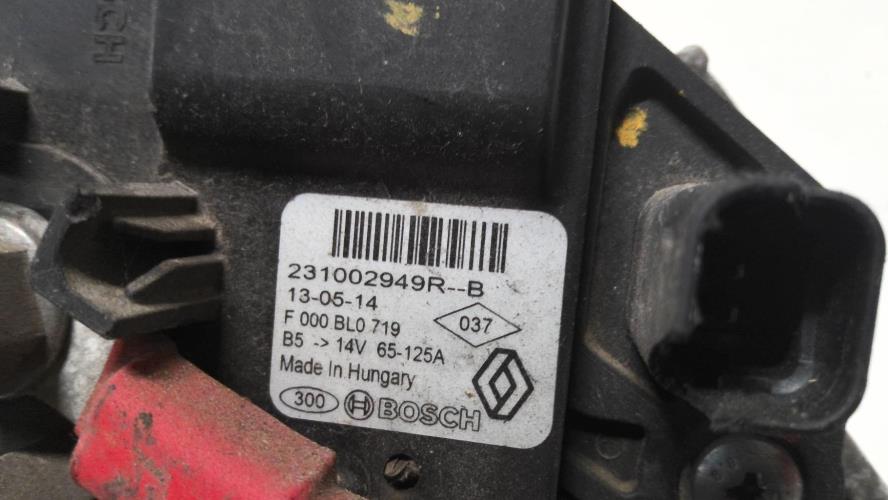 231002949R--B
13-05-14
F 000 BL0 719
037
B5 -> 14V 65-125A
Made In Hungary
300
BOSCH